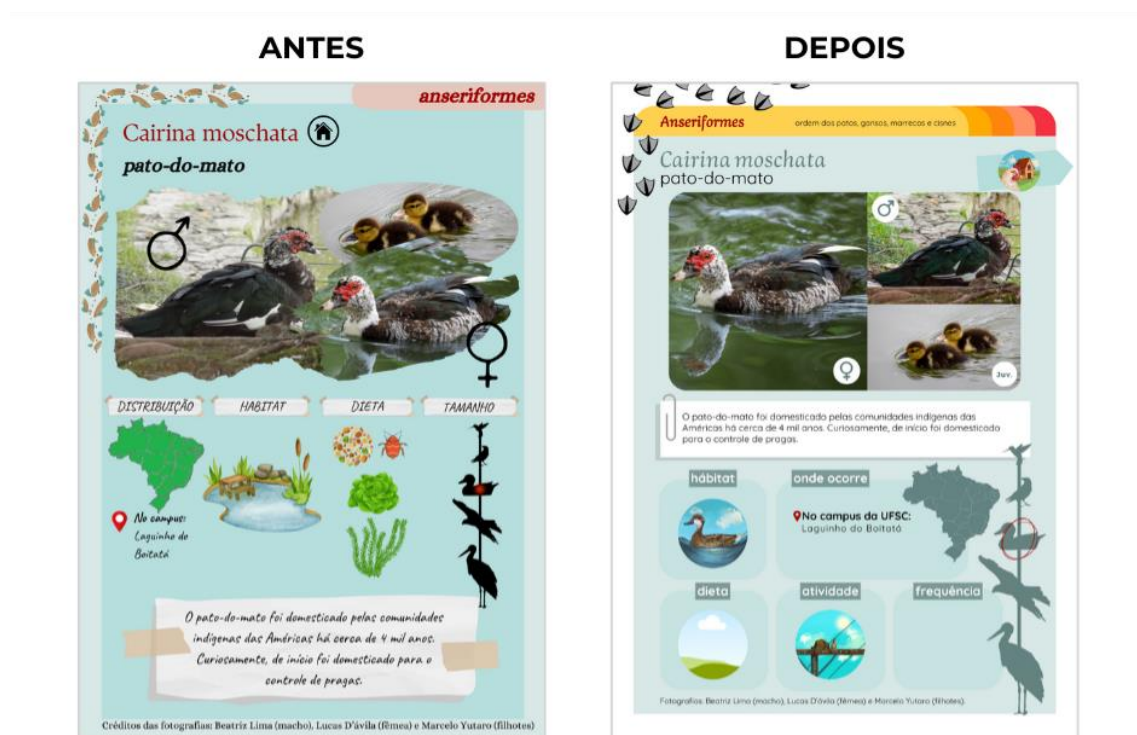 ANTES
anseriformes
Cairina moschata
pato-do-mato
DISTRIBUIÇÃO HABITAT DIETA TAMANHO
No campus:
Laguinho do
Boitatá
O pato-do-mato foi domesticado pelas comunidades
indígenas das Américas há cerca de 4 mil anos.
Curiosamente, de início foi domesticado para o
controle de pragas.
Créditos das fotografias: Beatriz Lima (macho), Lucas D'ávila (fêmea) e Marcelo Yutaro (filhotes)
DEPOIS
Anseriformes
ordem dos patos, gansos, marrecos e cisnes
Cairina moschata
pato-do-mato
Juv.
O pato-do-mato foi domesticado pelas comunidades indígenas das
Américas há cerca de 4 mil anos. Curiosamente, de início foi domesticado
para o controle de pragas.
hábitat onde ocorre
No campus da UFSC:
Laguinho do Boitatá
dieta atividade frequência
Fotografias: Beatriz Lima (macho), Lucas D'ávila (fêmea) e Marcelo Yutaro (filhotes).